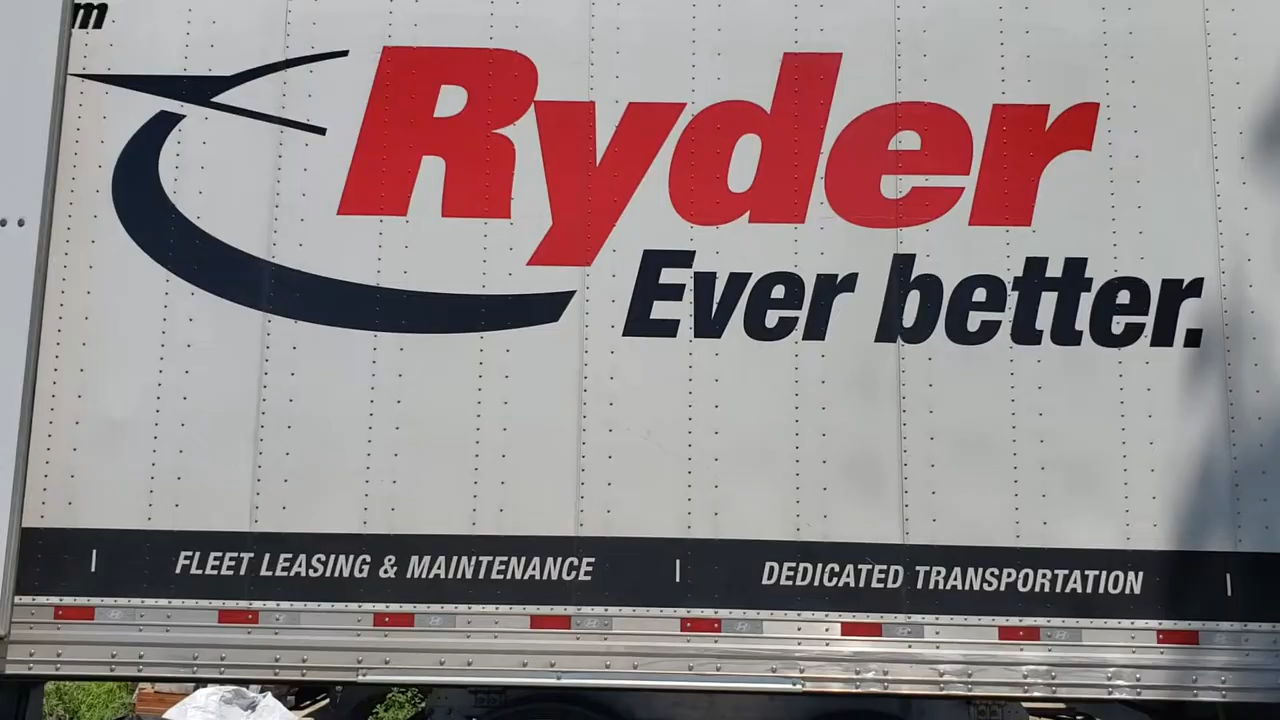 m
Ryder
Ever better.
| FLEET LEASING & MAINTENANCE | DEDICATED TRANSPORTATION |